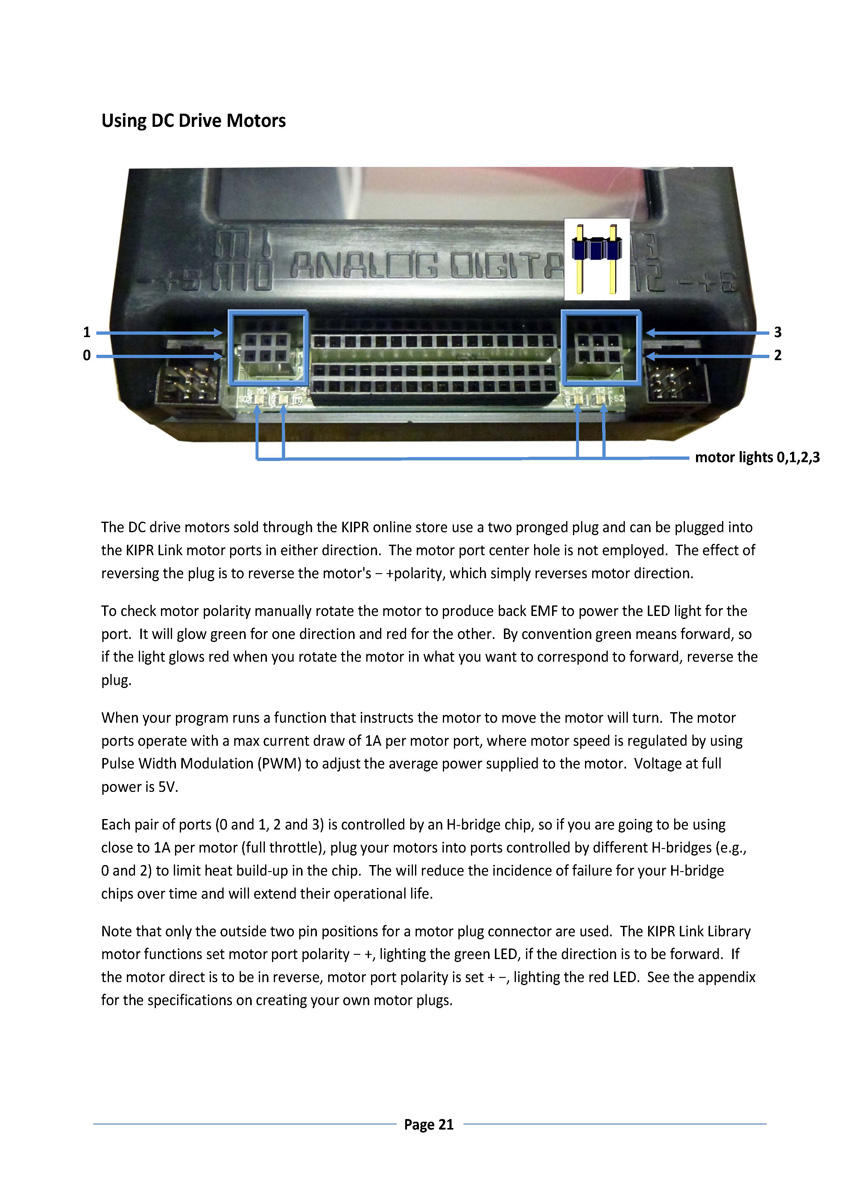 Using DC Drive Motors
ANALOG DIGITA
- + S
- + S
1
0
3
2
motor lights 0,1,2,3
The DC drive motors sold through the KIPR online store use a two pronged plug and can be plugged into
the KIPR Link motor ports in either direction.  The motor port center hole is not employed.  The effect of
reversing the plug is to reverse the motor's − +polarity, which simply reverses motor direction.
To check motor polarity manually rotate the motor to produce back EMF to power the LED light for the
port.  It will glow green for one direction and red for the other.  By convention green means forward, so
if the light glows red when you rotate the motor in what you want to correspond to forward, reverse the
plug.
When your program runs a function that instructs the motor to move the motor will turn.  The motor
ports operate with a max current draw of 1A per motor port, where motor speed is regulated by using
Pulse Width Modulation (PWM) to adjust the average power supplied to the motor.  Voltage at full
power is 5V.
Each pair of ports (0 and 1, 2 and 3) is controlled by an H-bridge chip, so if you are going to be using
close to 1A per motor (full throttle), plug your motors into ports controlled by different H-bridges (e.g.,
0 and 2) to limit heat build-up in the chip.  The will reduce the incidence of failure for your H-bridge
chips over time and will extend their operational life.
Note that only the outside two pin positions for a motor plug connector are used.  The KIPR Link Library
motor functions set motor port polarity − +, lighting the green LED, if the direction is to be forward.  If
the motor direct is to be in reverse, motor port polarity is set + −, lighting the red LED.  See the appendix
for the specifications on creating your own motor plugs.
Page 21